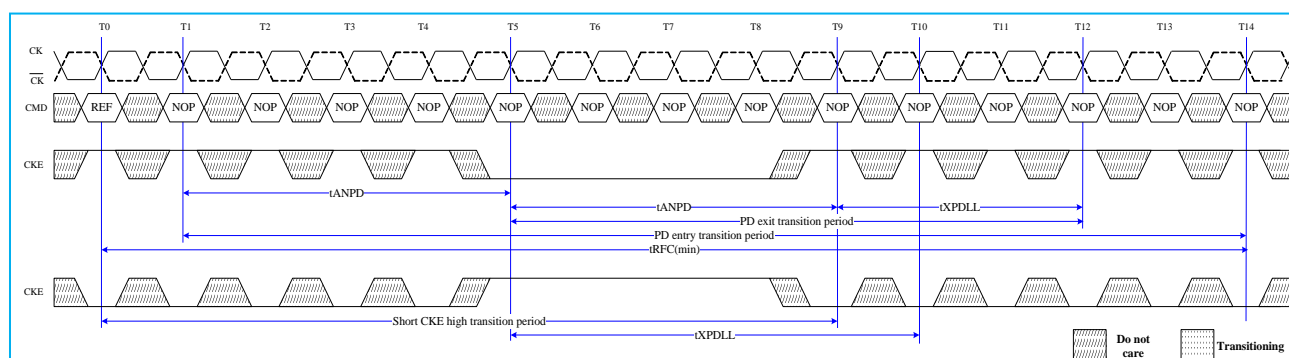 T0 T1 T2 T3 T4 T5 T6 T7 T8 T9 T10 T11 T12 T13 T14
CK
CK
CMD REF NOP NOP NOP NOP NOP NOP NOP NOP NOP NOP NOP NOP NOP NOP
CKE
tANPD
tANPD tXPDLL
PD exit transition period
PD entry transition period
tRFC(min)
CKE
Short CKE high transition period
tXPDLL
Do not care
Transitioning